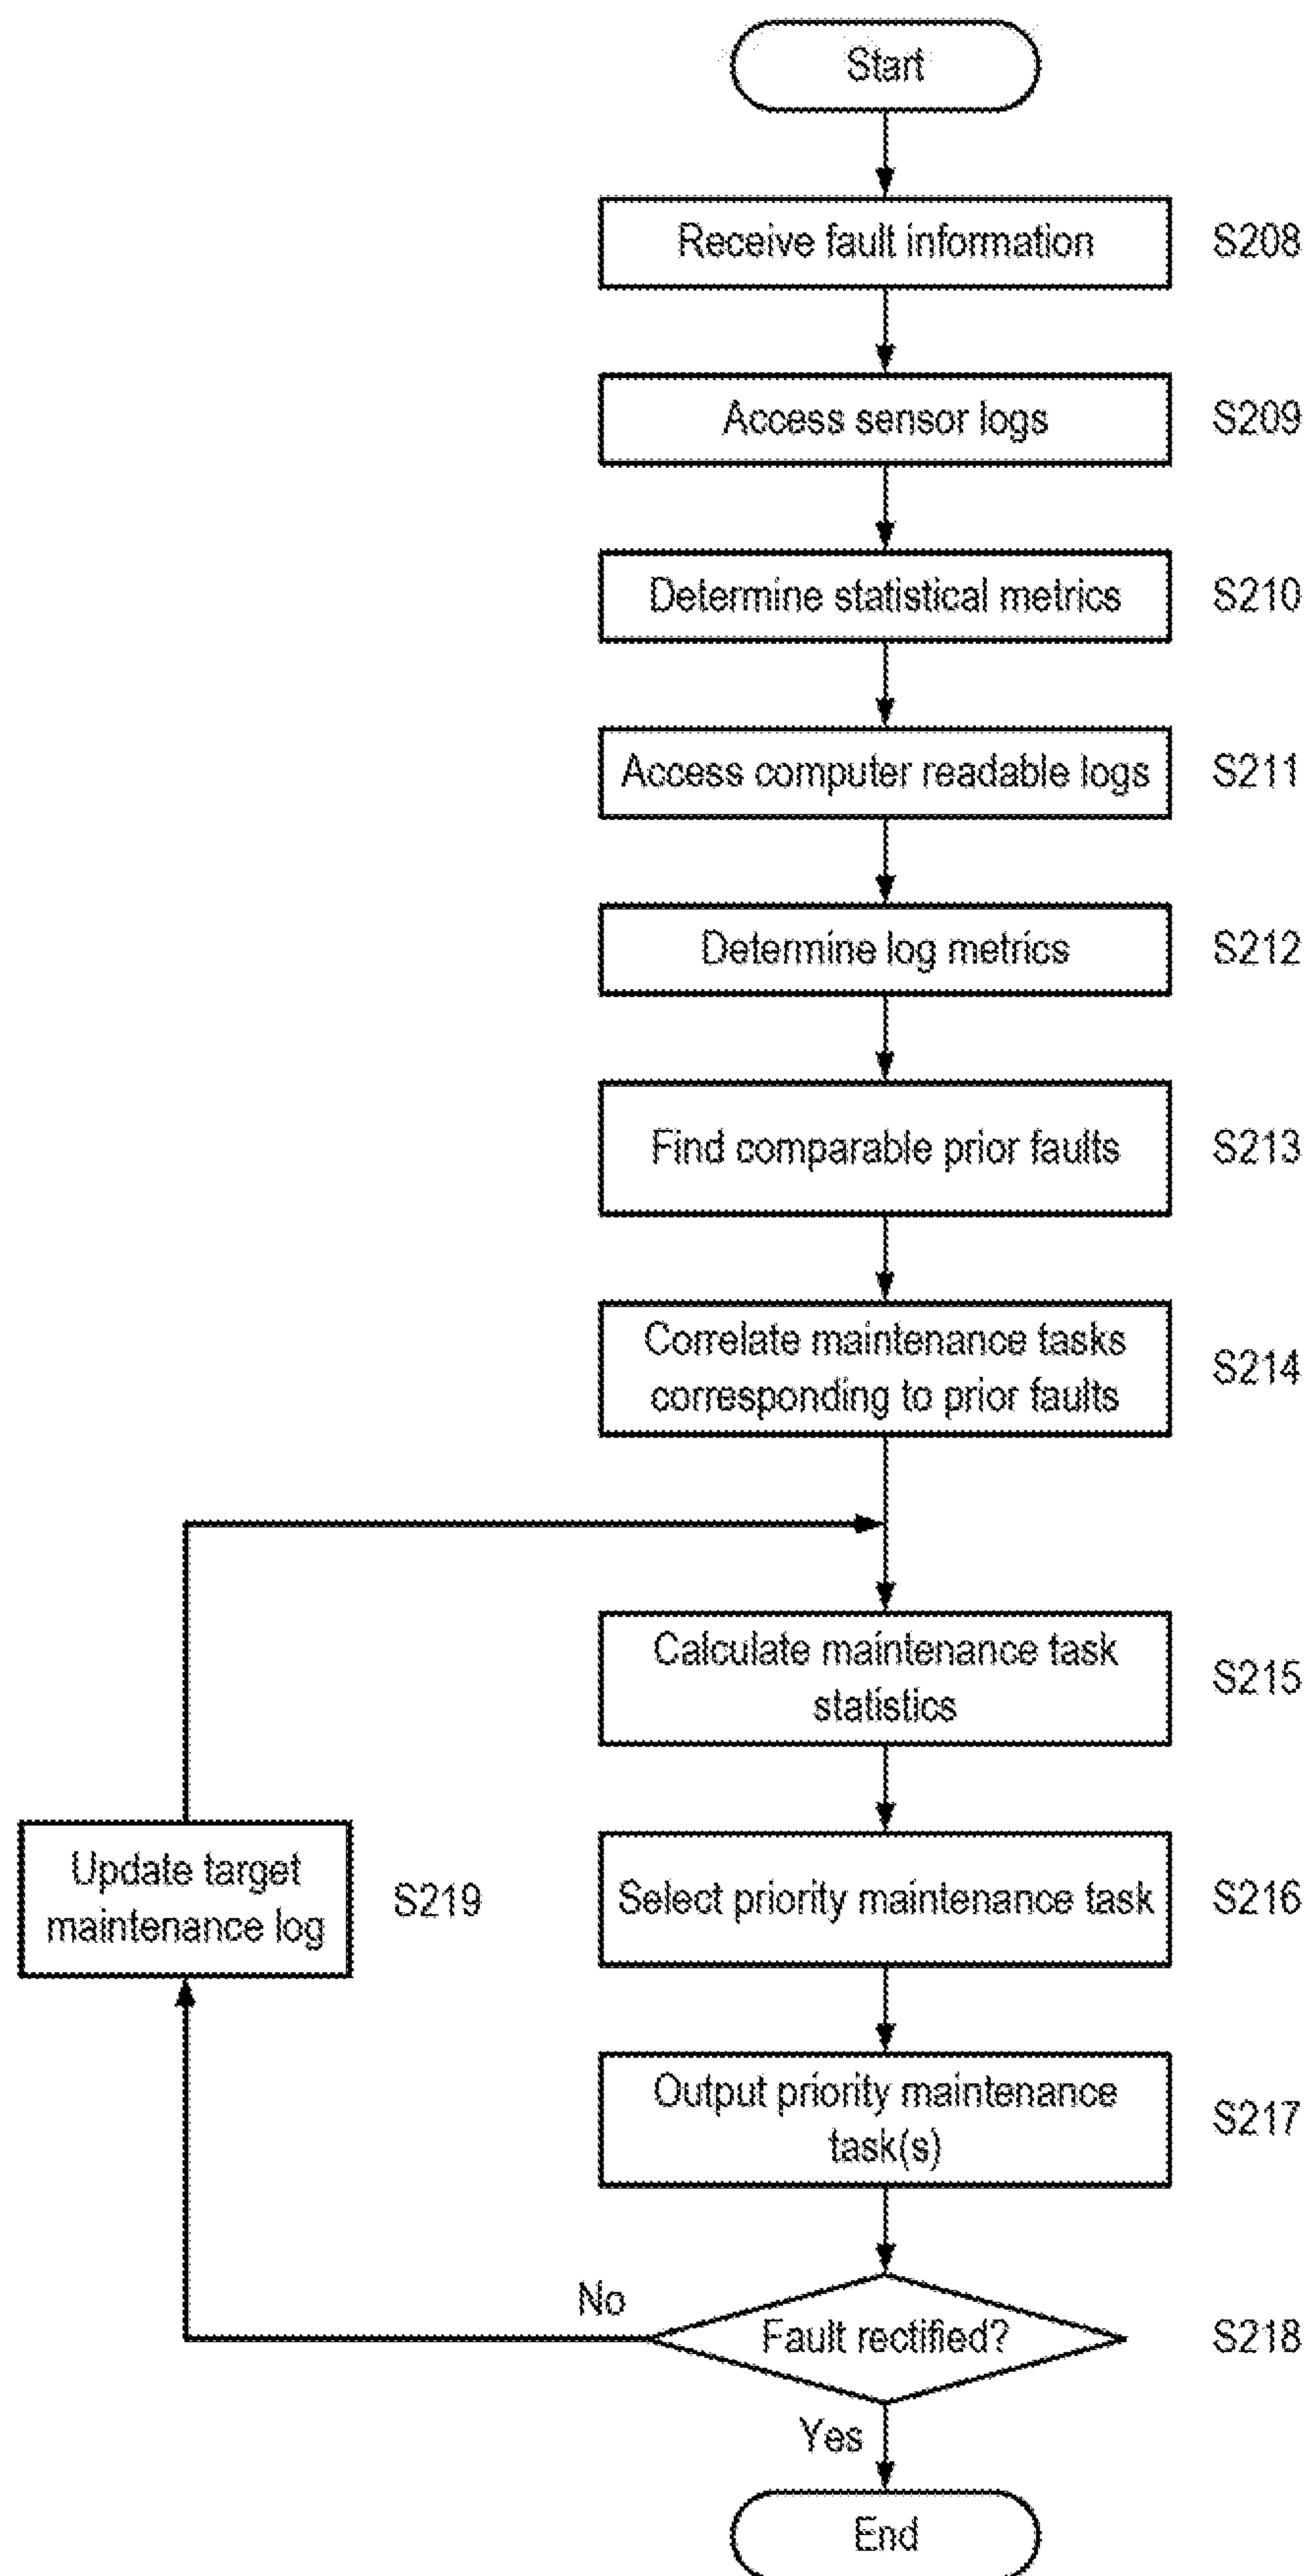 Start
Receive fault information
S208
Access sensor logs
S209
Determine statistical metrics
S210
Access computer readable logs
S211
Determine log metrics
S212
Find comparable prior faults
S213
Correlate maintenance tasks
corresponding to prior faults
S214
Calculate maintenance task
statistics
S215
Update target
maintenance log
S219
Select priority maintenance task
S216
Output priority maintenance
task(s)
S217
No
Fault rectified?
S218
Yes
End